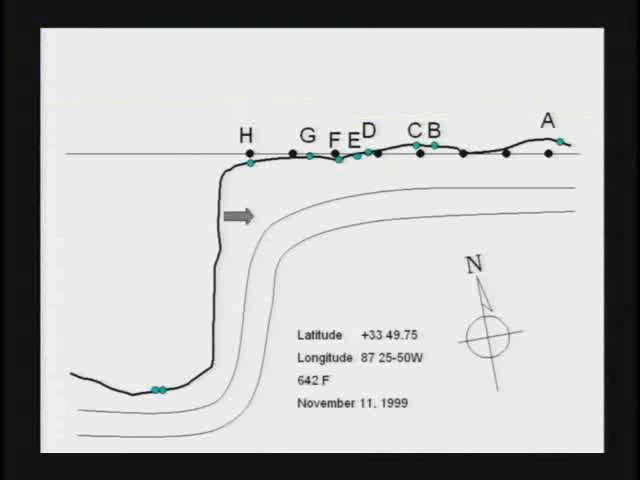 H G F E D C B A
N
Latitude +33 49.75
Longitude 87 25-50W
642 F
November 11, 1999